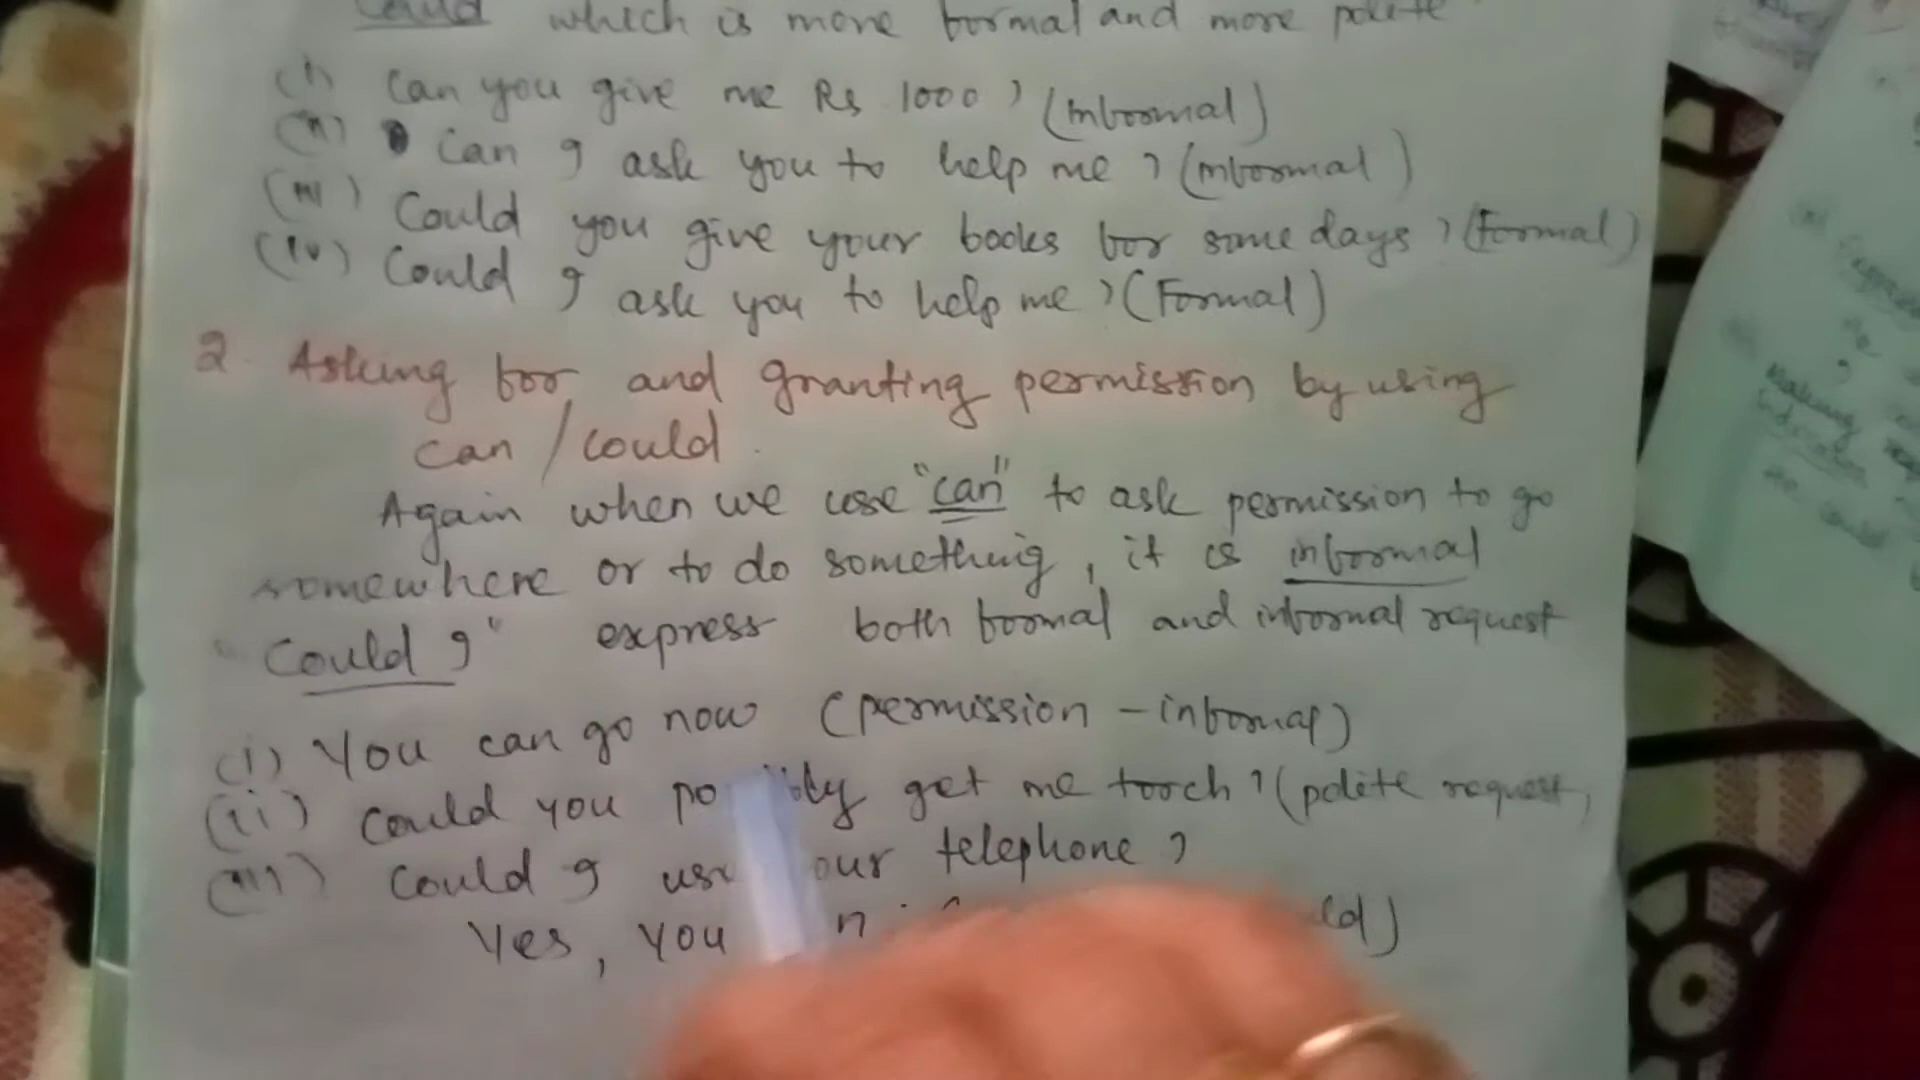 Could which is more formal and more polite
(i) Can you give me Rs 1000? (Informal)
(ii) Can I ask you to help me? (Informal)
(iii) Could you give your books for some days? (Formal)
(iv) Could I ask you to help me? (Formal)
2. Asking for and granting permission by using
can / could.
Again when we use "can" to ask permission to go
somewhere or to do something, it is informal
"Could I" express both formal and informal request
(i) You can go now (permission - informal)
(ii) Could you get me torch? (polite request,
(iii) Could I telephone?
Yes, you
Making